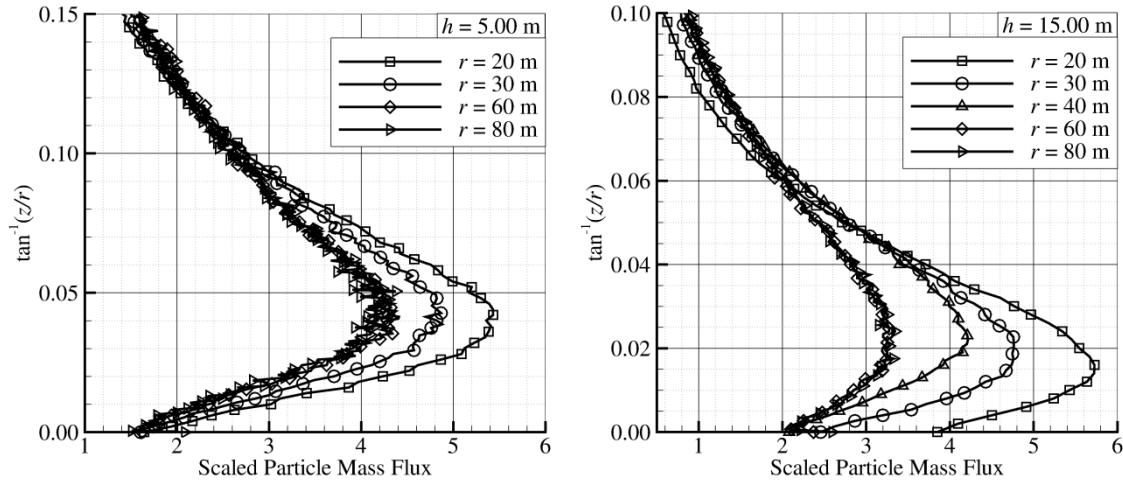 h = 5.00 m
r = 20 m
r = 30 m
r = 60 m
r = 80 m
0.15
0.10
0.05
0.00
tan⁻¹(z/r)
1 2 3 4 5 6
Scaled Particle Mass Flux
h = 15.00 m
r = 20 m
r = 30 m
r = 40 m
r = 60 m
r = 80 m
0.10
0.08
0.06
0.04
0.02
0.00
tan⁻¹(z/r)
1 2 3 4 5 6
Scaled Particle Mass Flux